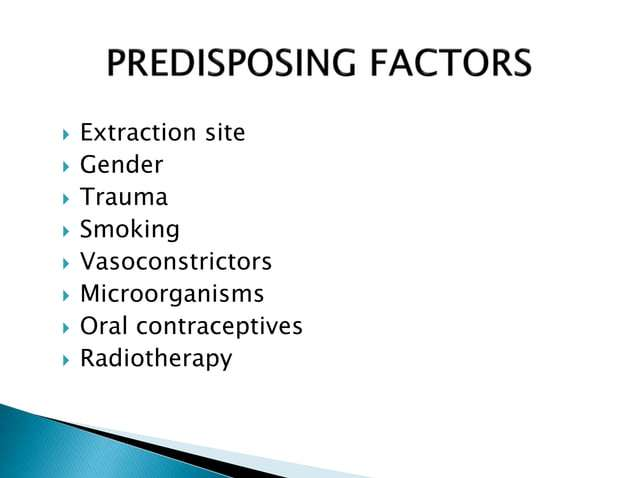 PREDISPOSING FACTORS
Extraction site
Gender
Trauma
Smoking
Vasoconstrictors
Microorganisms
Oral contraceptives
Radiotherapy